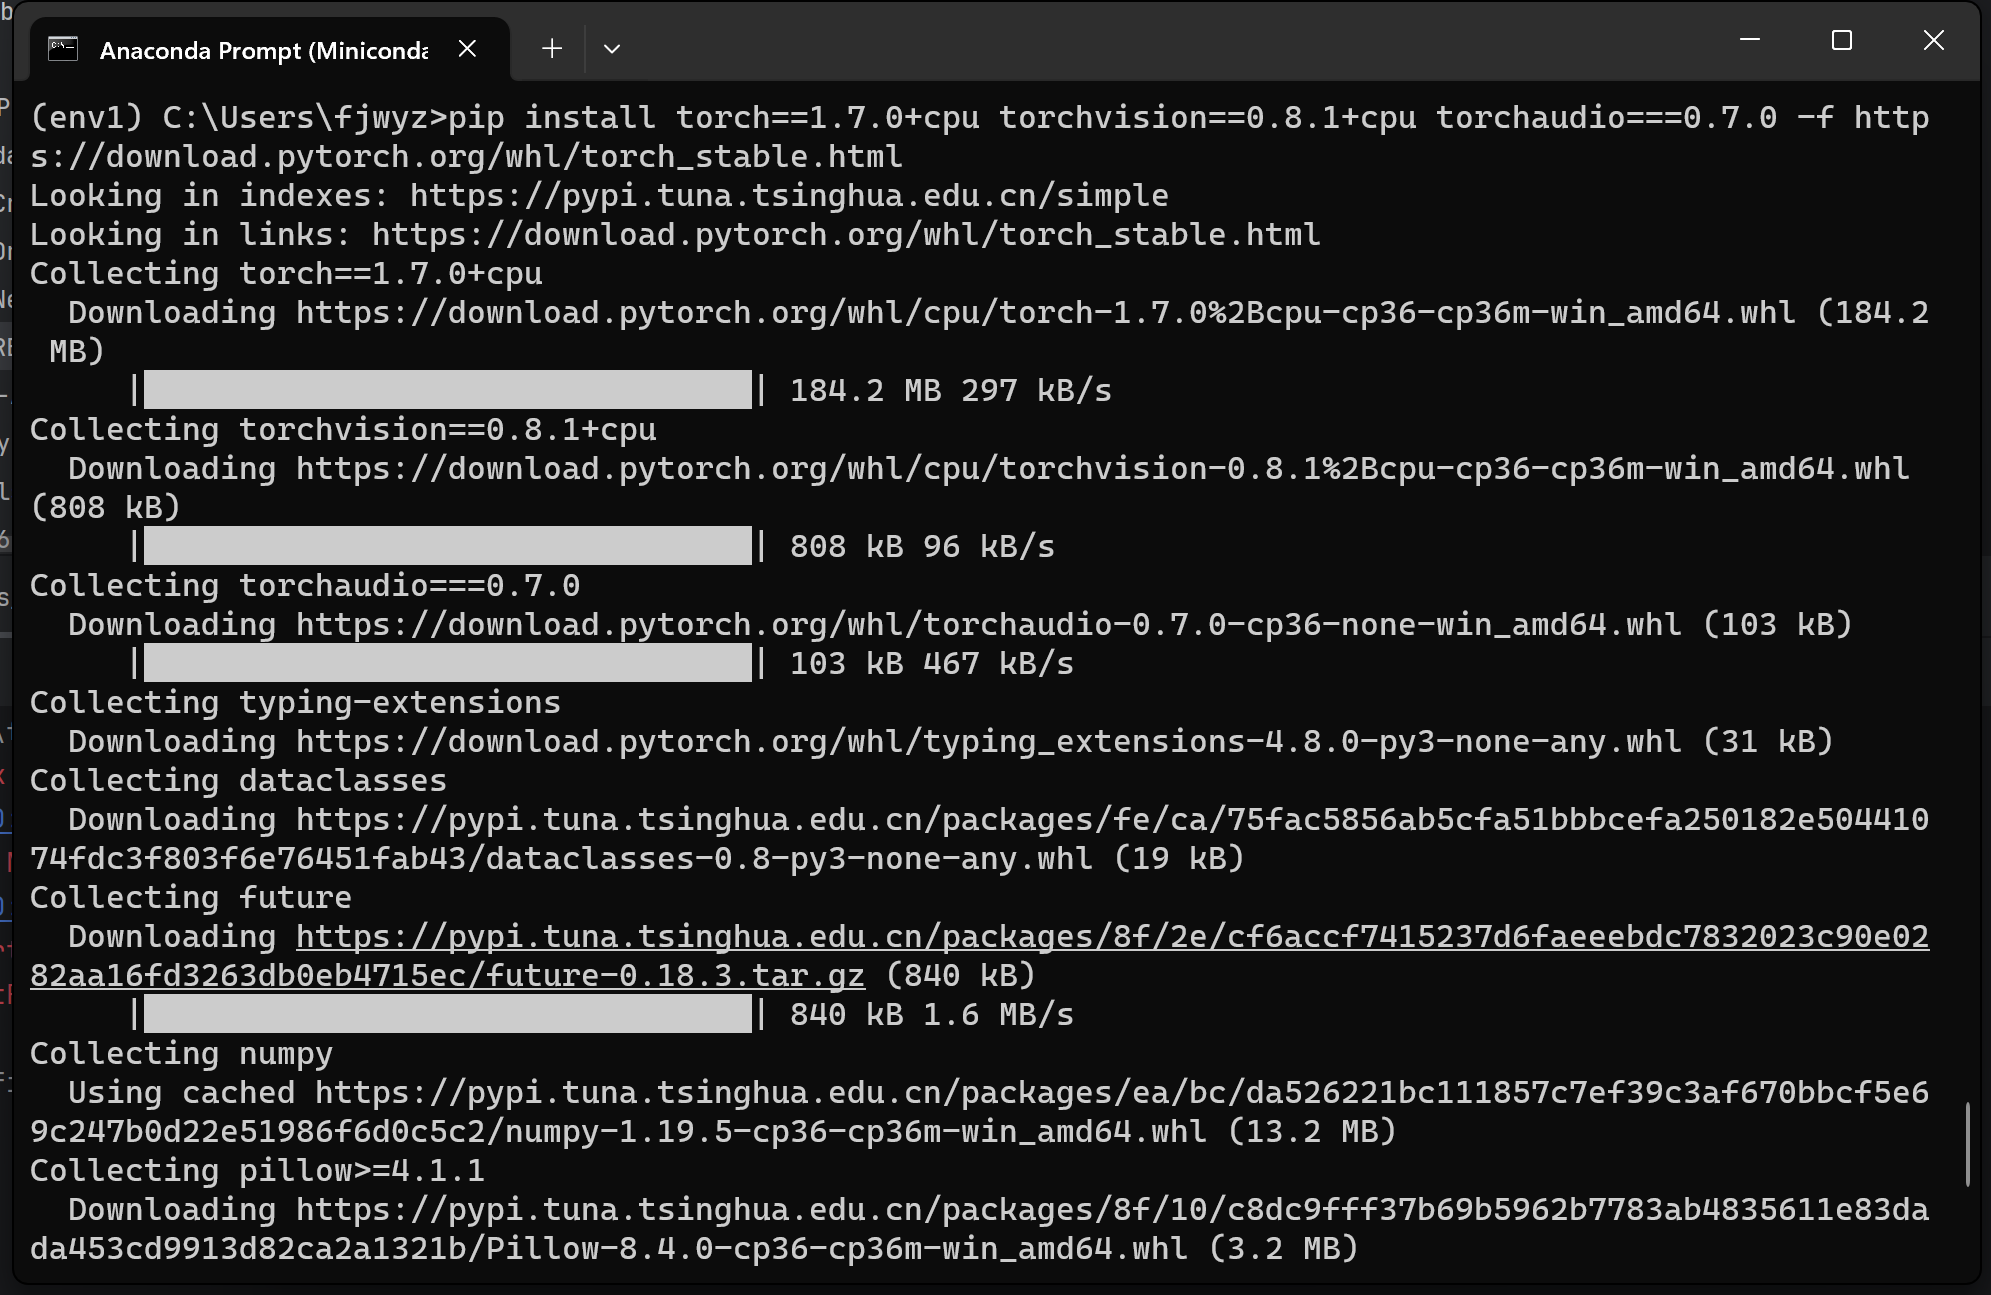 Anaconda Prompt (Miniconda
(env1) C:\Users\fjwyz>pip install torch==1.7.0+cpu torchvision==0.8.1+cpu torchaudio===0.7.0 -f http
s://download.pytorch.org/whl/torch_stable.html
Looking in indexes: https://pypi.tuna.tsinghua.edu.cn/simple
Looking in links: https://download.pytorch.org/whl/torch_stable.html
Collecting torch==1.7.0+cpu
  Downloading https://download.pytorch.org/whl/cpu/torch-1.7.0%2Bcpu-cp36-cp36m-win_amd64.whl (184.2
 MB)
     |████████████████████████████████| 184.2 MB 297 kB/s
Collecting torchvision==0.8.1+cpu
  Downloading https://download.pytorch.org/whl/cpu/torchvision-0.8.1%2Bcpu-cp36-cp36m-win_amd64.whl
(808 kB)
     |████████████████████████████████| 808 kB 96 kB/s
Collecting torchaudio===0.7.0
  Downloading https://download.pytorch.org/whl/torchaudio-0.7.0-cp36-none-win_amd64.whl (103 kB)
     |████████████████████████████████| 103 kB 467 kB/s
Collecting typing-extensions
  Downloading https://download.pytorch.org/whl/typing_extensions-4.8.0-py3-none-any.whl (31 kB)
Collecting dataclasses
  Downloading https://pypi.tuna.tsinghua.edu.cn/packages/fe/ca/75fac5856ab5cfa51bbbcefa250182e504410
74fdc3f803f6e76451fab43/dataclasses-0.8-py3-none-any.whl (19 kB)
Collecting future
  Downloading https://pypi.tuna.tsinghua.edu.cn/packages/8f/2e/cf6accf7415237d6faeeebdc7832023c90e02
82aa16fd3263db0eb4715ec/future-0.18.3.tar.gz (840 kB)
     |████████████████████████████████| 840 kB 1.6 MB/s
Collecting numpy
  Using cached https://pypi.tuna.tsinghua.edu.cn/packages/ea/bc/da526221bc111857c7ef39c3af670bbcf5e6
9c247b0d22e51986f6d0c5c2/numpy-1.19.5-cp36-cp36m-win_amd64.whl (13.2 MB)
Collecting pillow>=4.1.1
  Downloading https://pypi.tuna.tsinghua.edu.cn/packages/8f/10/c8dc9fff37b69b5962b7783ab4835611e83da
da453cd9913d82ca2a1321b/Pillow-8.4.0-cp36-cp36m-win_amd64.whl (3.2 MB)